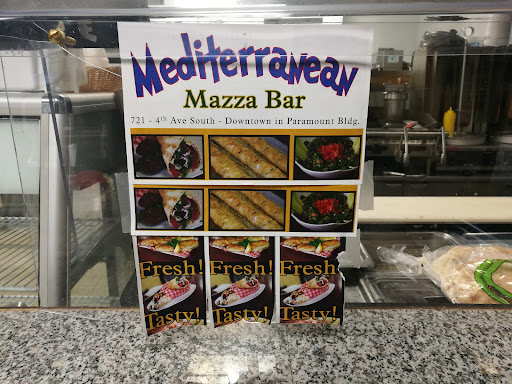 Mediterranean
Mazza Bar
721 - 4th Ave South - Downtown in Paramount Bldg.
Fresh! Fresh! Fresh!
Tasty! Tasty! Tasty!